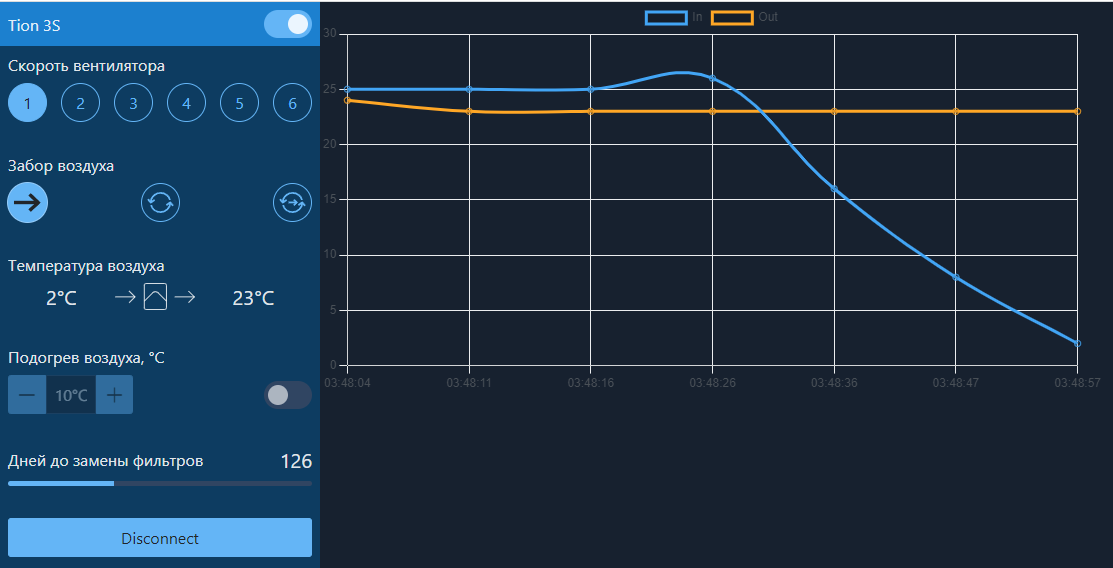 Tion 3S
Скороть вентилятора
1 2 3 4 5 6
Забор воздуха
Температура воздуха
2°C 23°C
Подогрев воздуха, °C
10°C
Дней до замены фильтров 126
Disconnect
In Out
30
25
20
15
10
5
0
03:48:04 03:48:11 03:48:16 03:48:26 03:48:36 03:48:47 03:48:57